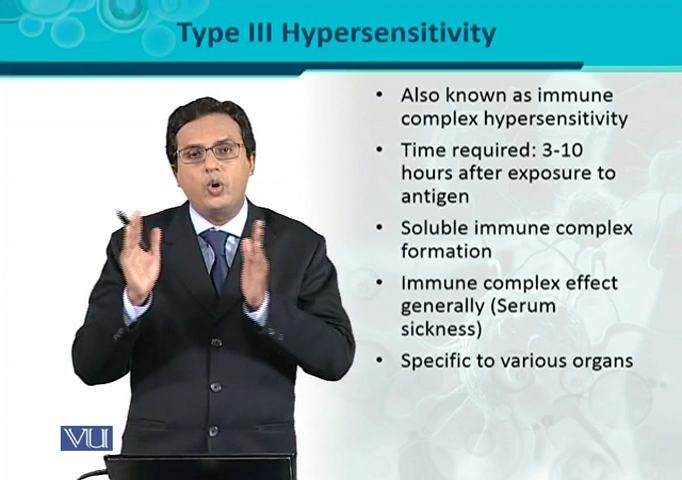 Type III Hypersensitivity
• Also known as immune
complex hypersensitivity
• Time required: 3-10
hours after exposure to
antigen
• Soluble immune complex
formation
• Immune complex effect
generally (Serum
sickness)
• Specific to various organs
VU